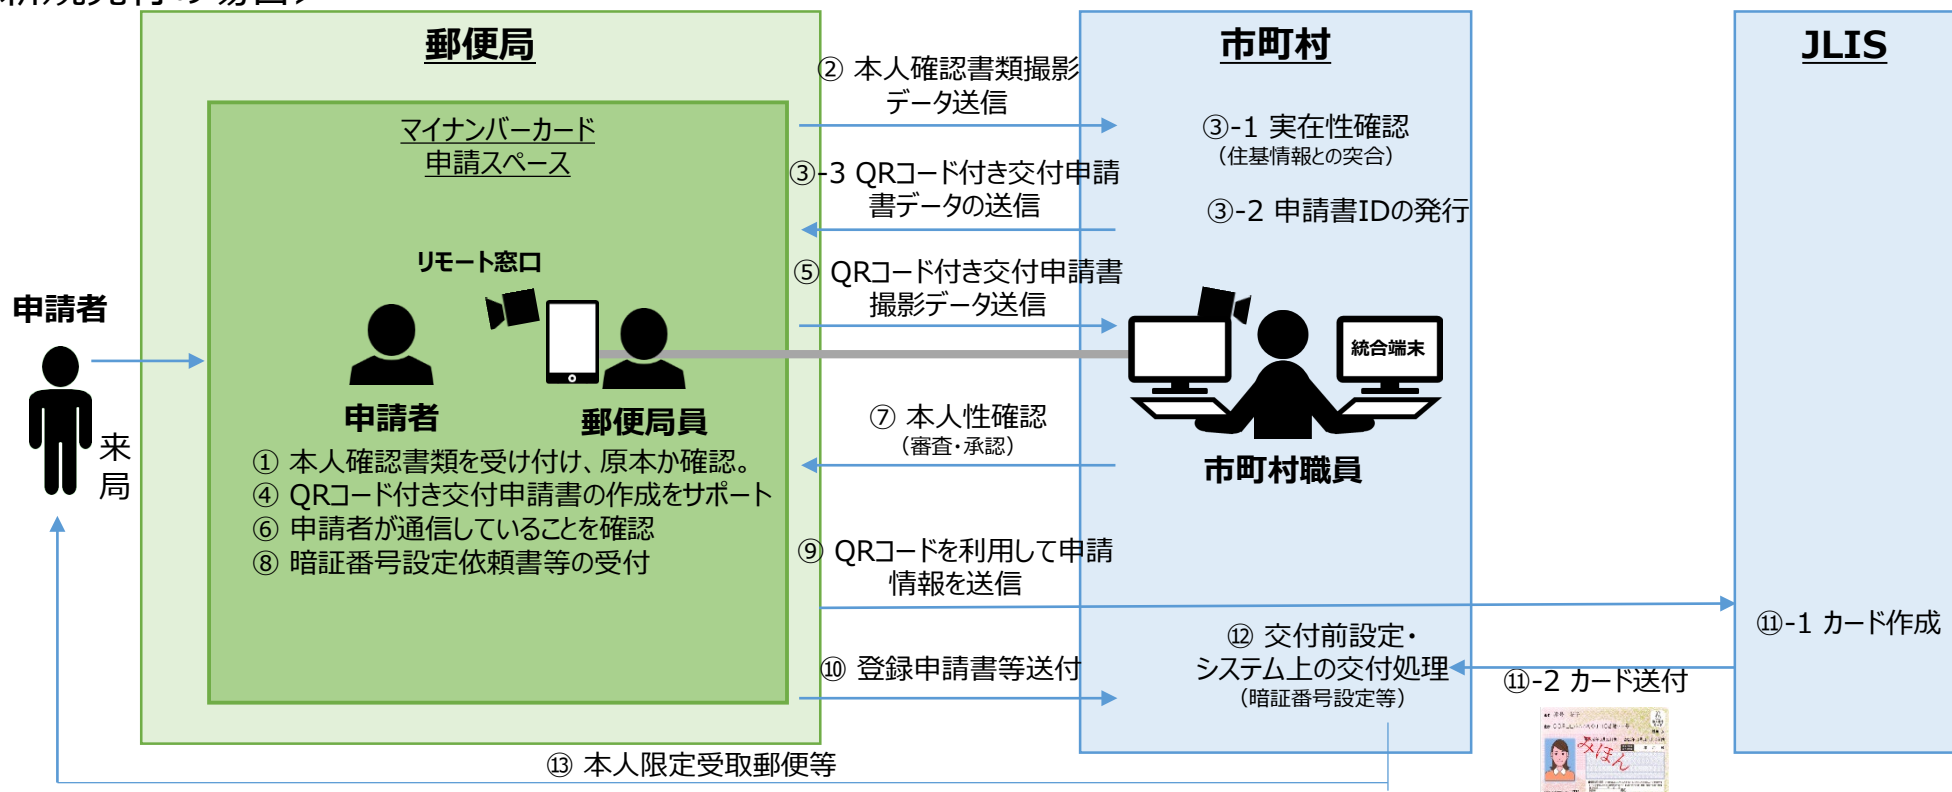 郵便局
市町村
JLIS
マイナンバーカード
申請スペース
② 本人確認書類撮影
データ送信
③-1 実在性確認
（住基情報との突合）
③-3 QRコード付き交付申請
書データの送信
③-2 申請書IDの発行
リモート窓口
⑤ QRコード付き交付申請書
撮影データ送信
申請者
統合端末
申請者
郵便局員
⑦ 本人性確認
（審査・承認）
市町村職員
来
局
① 本人確認書類を受け付け、原本か確認。
④ QRコード付き交付申請書の作成をサポート
⑥ 申請者が通信していることを確認
⑧ 暗証番号設定依頼書等の受付
⑨ QRコードを利用して申請
情報を送信
⑪-1 カード作成
⑫ 交付前設定・
システム上の交付処理
（暗証番号設定等）
⑩ 登録申請書等送付
⑪-2 カード送付
みほん
⑬ 本人限定受取郵便等